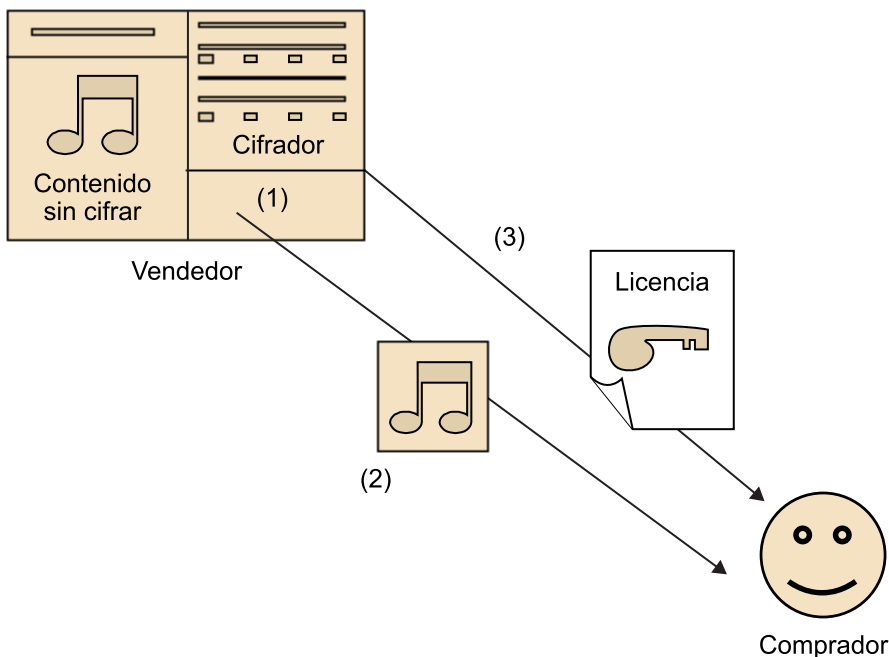 Cifrador
Contenido
sin cifrar
(1)
Vendedor
(3)
Licencia
(2)
Comprador